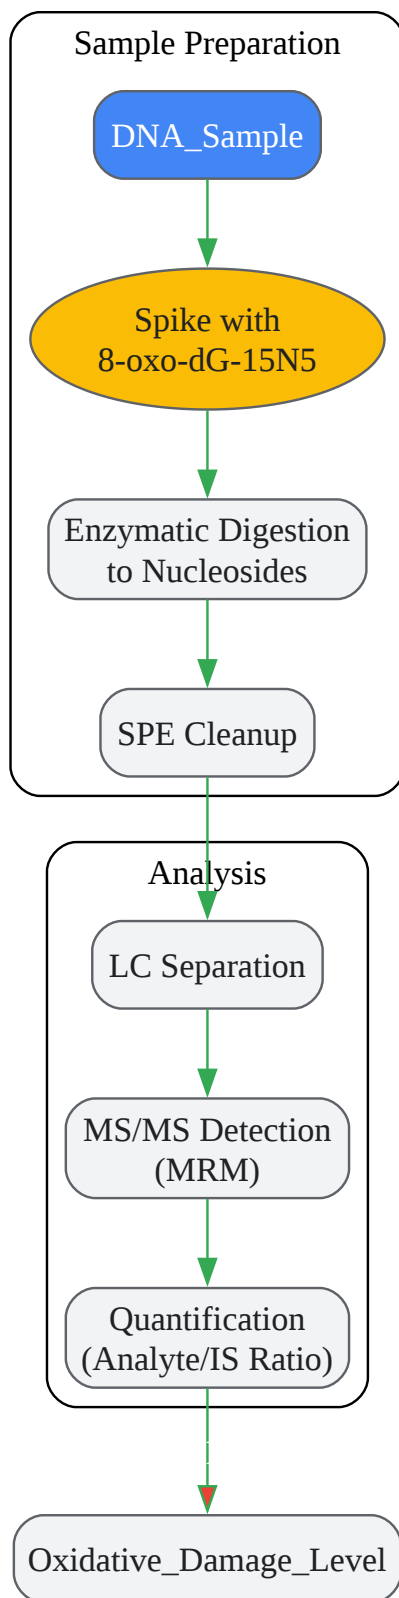 Sample Preparation
DNA_Sample
Spike with
8-oxo-dG-15N5
Enzymatic Digestion
to Nucleosides
SPE Cleanup
Analysis
LC Separation
MS/MS Detection
(MRM)
Quantification
(Analyte/IS Ratio)
Oxidative_Damage_Level